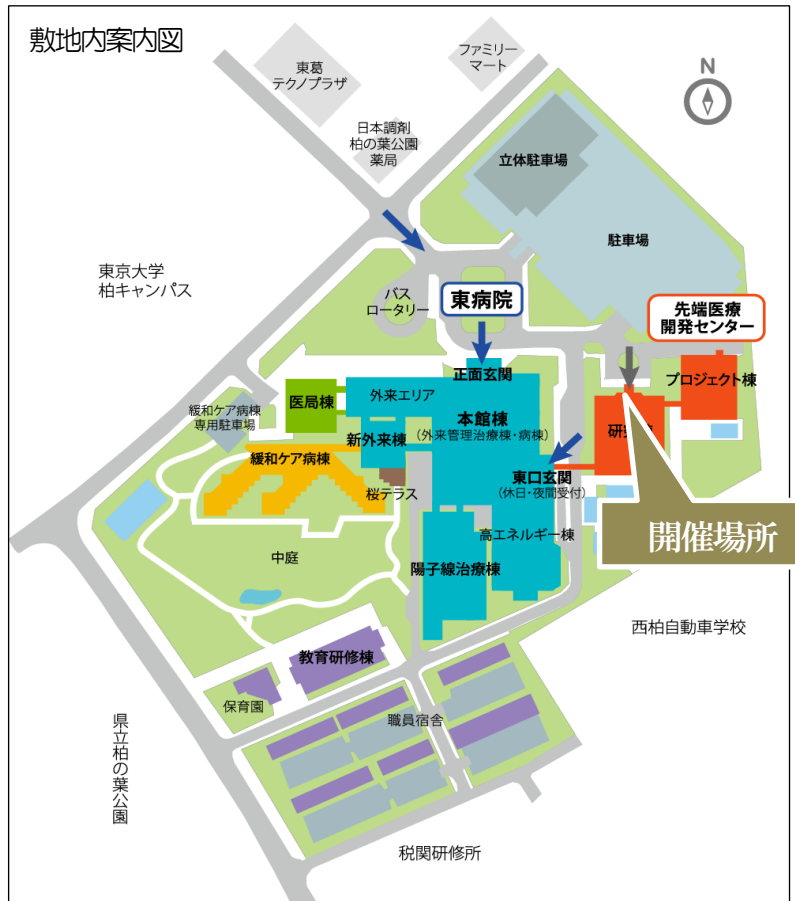 敷地内案内図
東葛
テクノプラザ
ファミリー
マート
N
日本調剤
柏の葉公園
薬局
立体駐車場
駐車場
東京大学
柏キャンパス
バス
ロータリー
東病院
先端医療
開発センター
正面玄関
プロジェクト棟
外来エリア
医局棟
本館棟
(外来管理治療棟・病棟)
緩和ケア病棟
専用駐車場
新外来棟
研究
緩和ケア病棟
東口玄関
(休日・夜間受付)
桜テラス
開催場所
高エネルギー棟
中庭
陽子線治療棟
西柏自動車学校
教育研修棟
保育園
職員宿舎
県立柏の葉公園
税関研修所